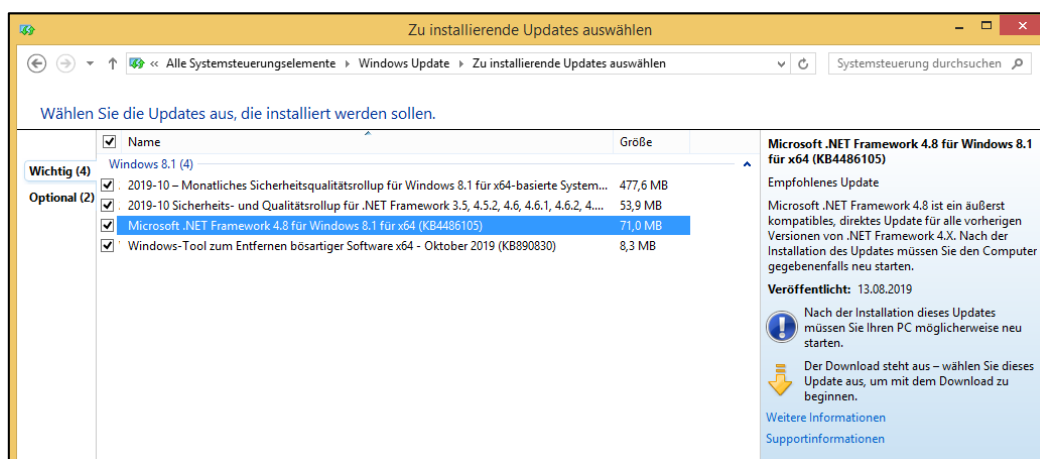 Zu installierende Updates auswählen
« Alle Systemsteuerungselemente Windows Update Zu installierende Updates auswählen
Systemsteuerung durchsuchen
Wählen Sie die Updates aus, die installiert werden sollen.
Name Größe
Wichtig (4)
Optional (2)
Windows 8.1 (4)
2019-10 – Monatliches Sicherheitsqualitätsrollup für Windows 8.1 für x64-basierte System... 477,6 MB
2019-10 Sicherheits- und Qualitätsrollup für .NET Framework 3.5, 4.5.2, 4.6, 4.6.1, 4.6.2, 4.... 53,9 MB
Microsoft .NET Framework 4.8 für Windows 8.1 für x64 (KB4486105) 71,0 MB
Windows-Tool zum Entfernen bösartiger Software x64 - Oktober 2019 (KB890830) 8,3 MB
Microsoft .NET Framework 4.8 für Windows 8.1
für x64 (KB4486105)
Empfohlenes Update
Microsoft .NET Framework 4.8 ist ein äußerst
kompatibles, direktes Update für alle vorherigen
Versionen von .NET Framework 4.X. Nach der
Installation des Updates müssen Sie den Computer
gegebenenfalls neu starten.
Veröffentlicht: 13.08.2019
Nach der Installation dieses Updates
müssen Sie Ihren PC möglicherweise neu
starten.
Der Download steht aus – wählen Sie dieses
Update aus, um mit dem Download zu
beginnen.
Weitere Informationen
Supportinformationen